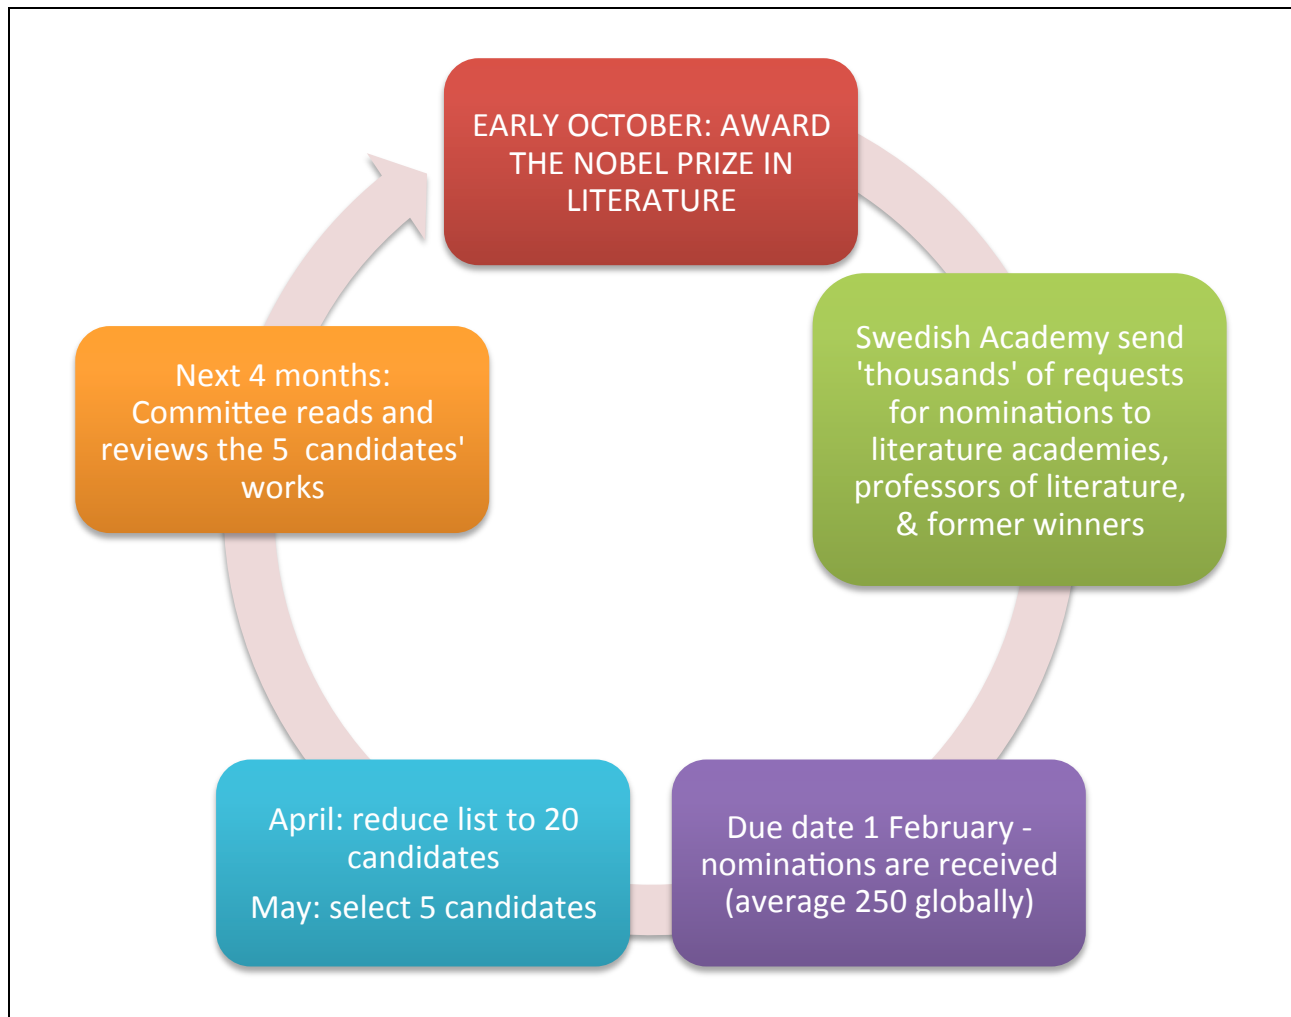 EARLY OCTOBER: AWARD
THE NOBEL PRIZE IN
LITERATURE
Swedish Academy send
'thousands' of requests
for nominations to
literature academies,
professors of literature,
& former winners
Due date 1 February -
nominations are received
(average 250 globally)
April: reduce list to 20
candidates
May: select 5 candidates
Next 4 months:
Committee reads and
reviews the 5  candidates'
works